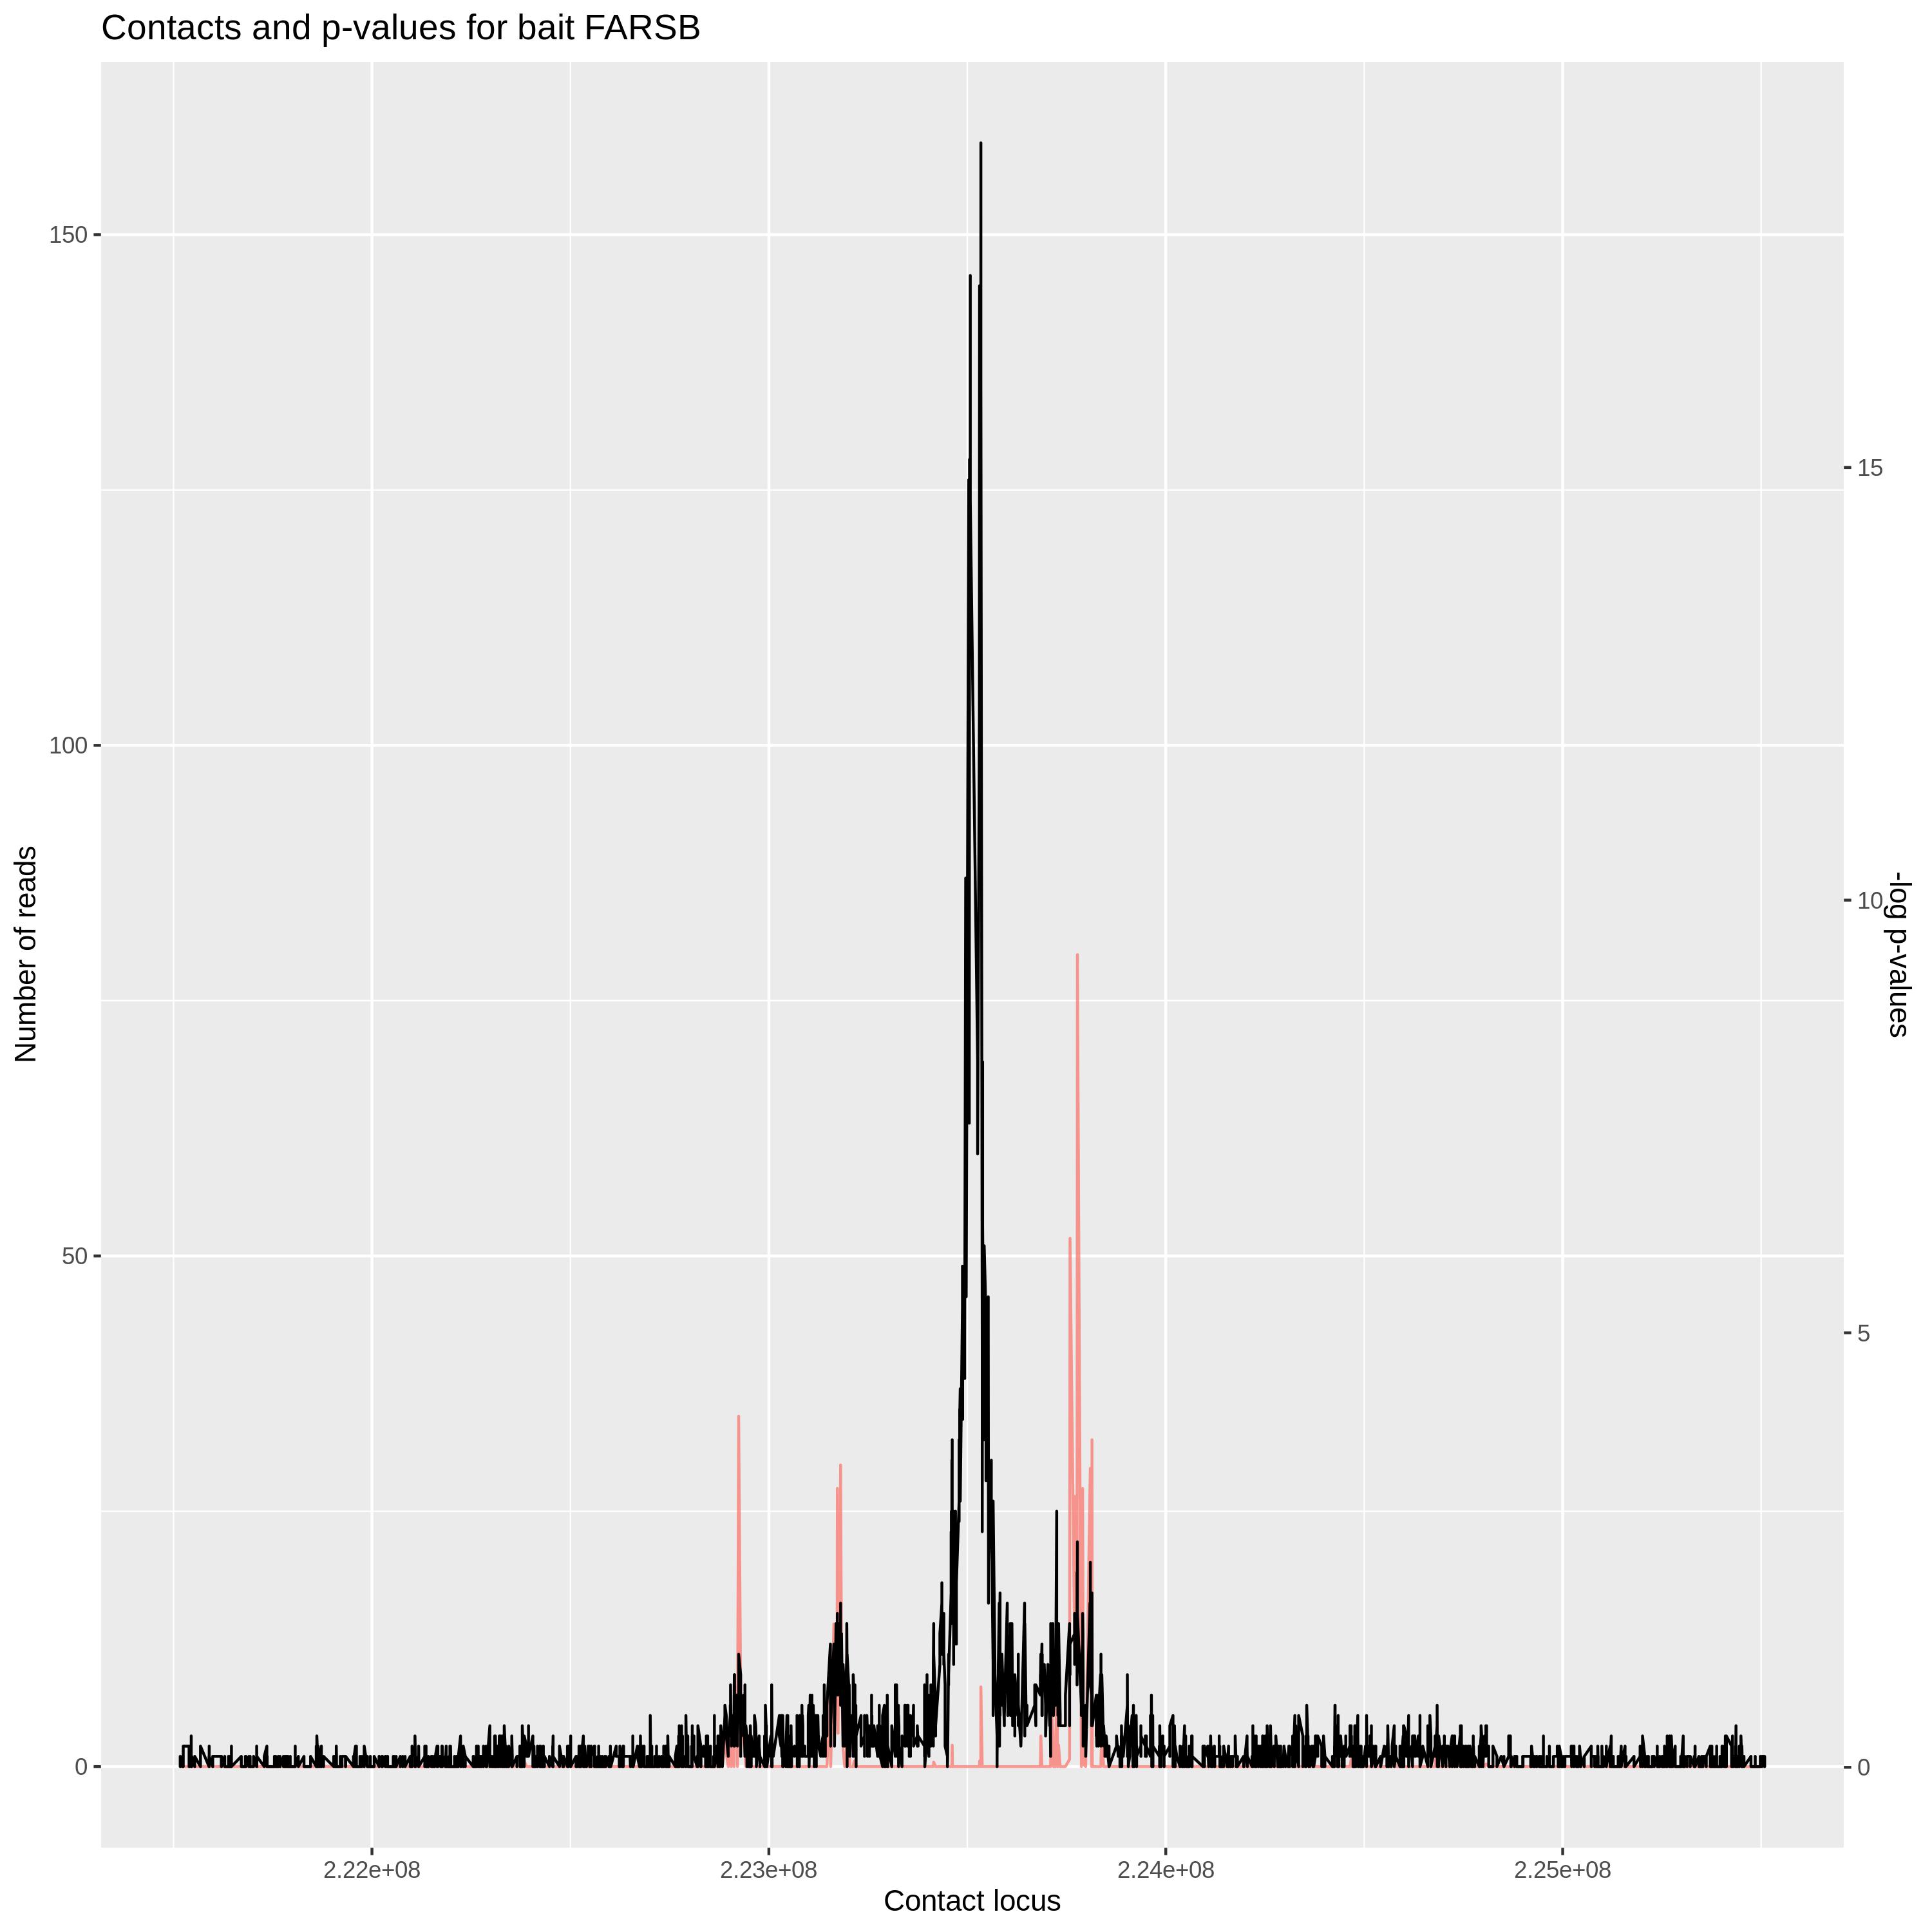 Contacts and p-values for bait FARSB
150
100
50
0
Number of reads
15
10
5
0
-log p-values
2.22e+08
2.23e+08
2.24e+08
2.25e+08
Contact locus